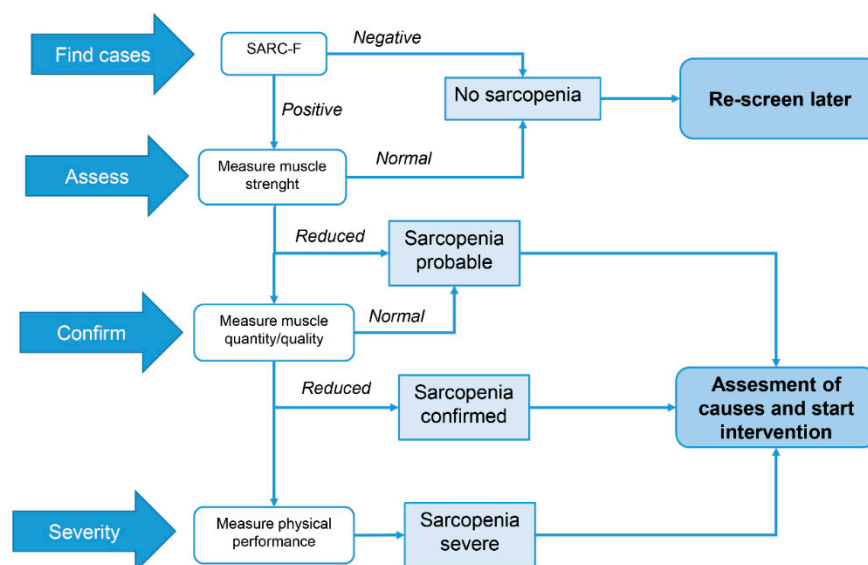 Find cases
SARC-F
Negative
No sarcopenia
Re-screen later
Positive
Assess
Measure muscle
strenght
Normal
Reduced
Sarcopenia
probable
Confirm
Measure muscle
quantity/quality
Normal
Reduced
Sarcopenia
confirmed
Assesment of
causes and start
intervention
Severity
Measure physical
performance
Sarcopenia
severe